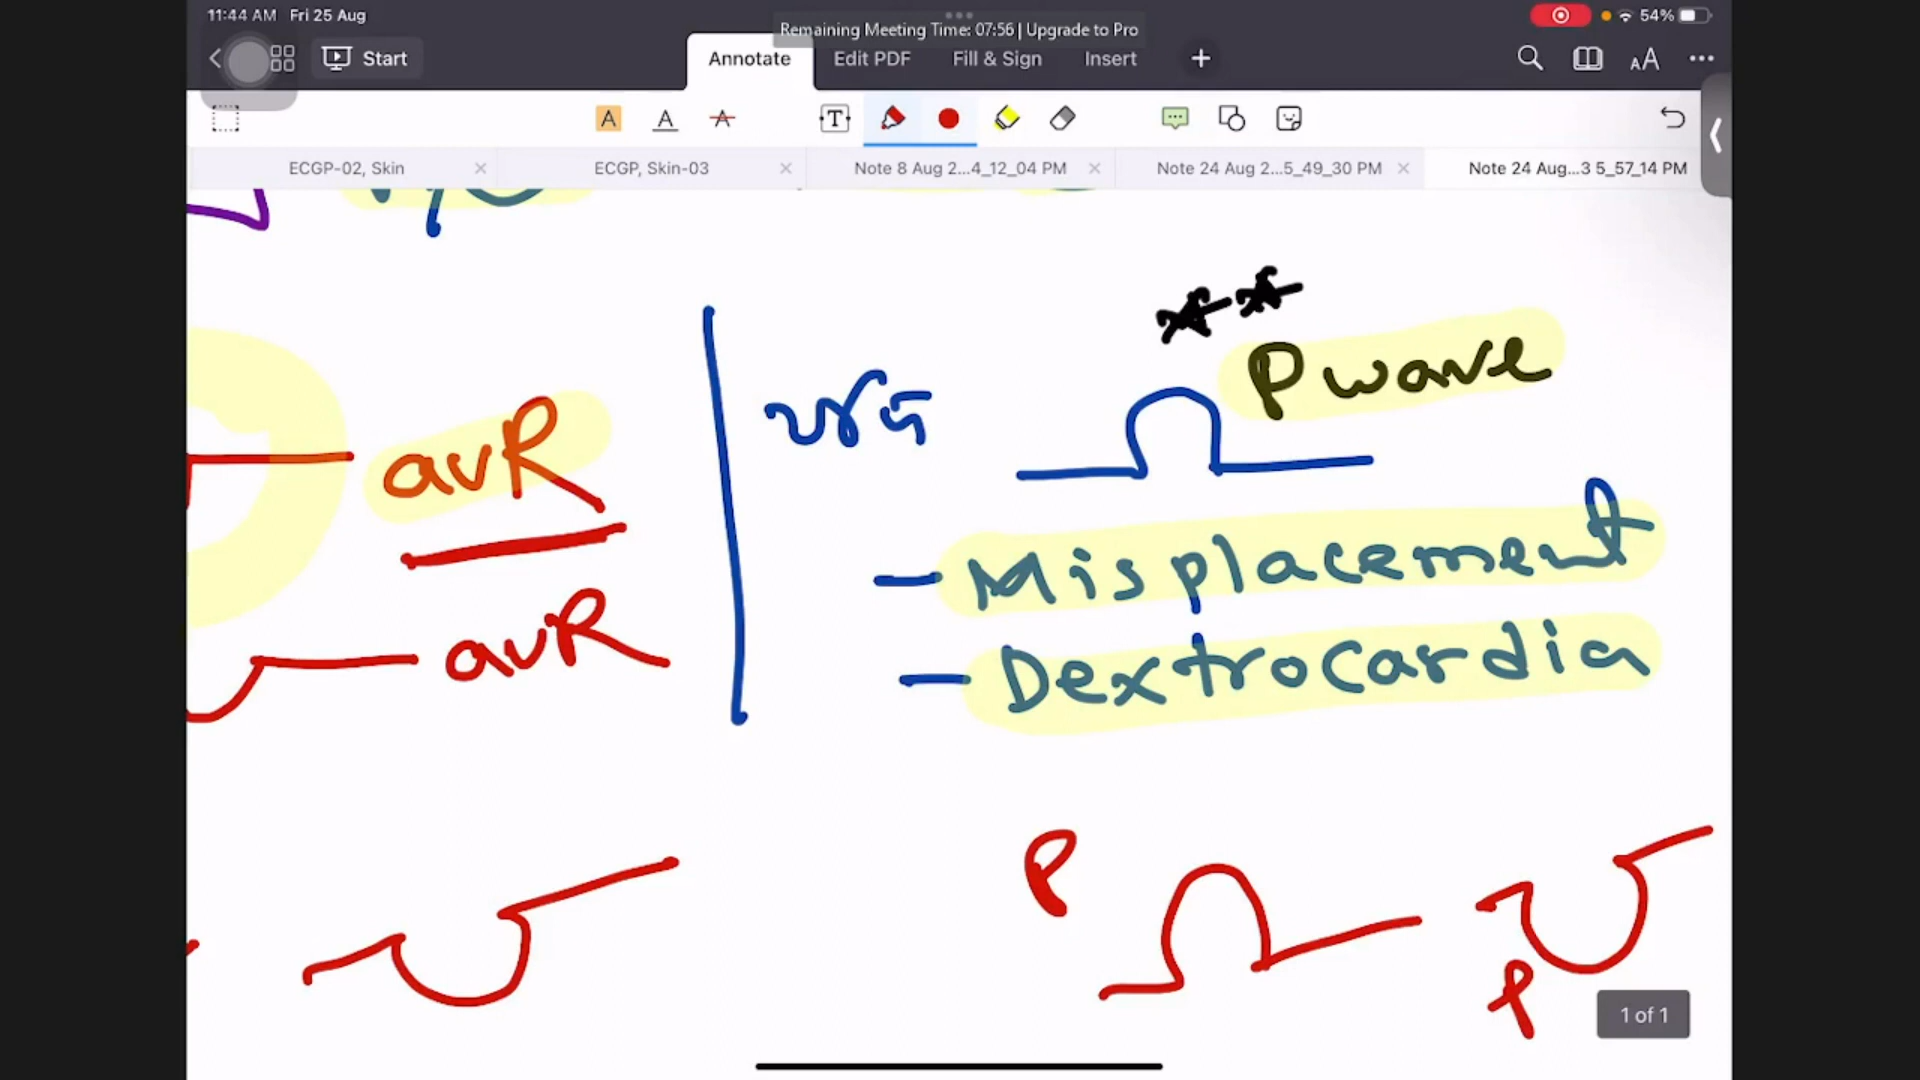 11:44 AM Fri 25 Aug
Remaining Meeting Time: 07:56 | Upgrade to Pro
54%
Start
Annotate
Edit PDF
Fill & Sign
Insert
ECGP-02, Skin
ECGP, Skin-03
Note 8 Aug 2...4_12_04 PM
Note 24 Aug 2...5_49_30 PM
Note 24 Aug...3 5_57_14 PM
P wave
avR
- Misplacement
avR
- Dextrocardia
P
P
1 of 1